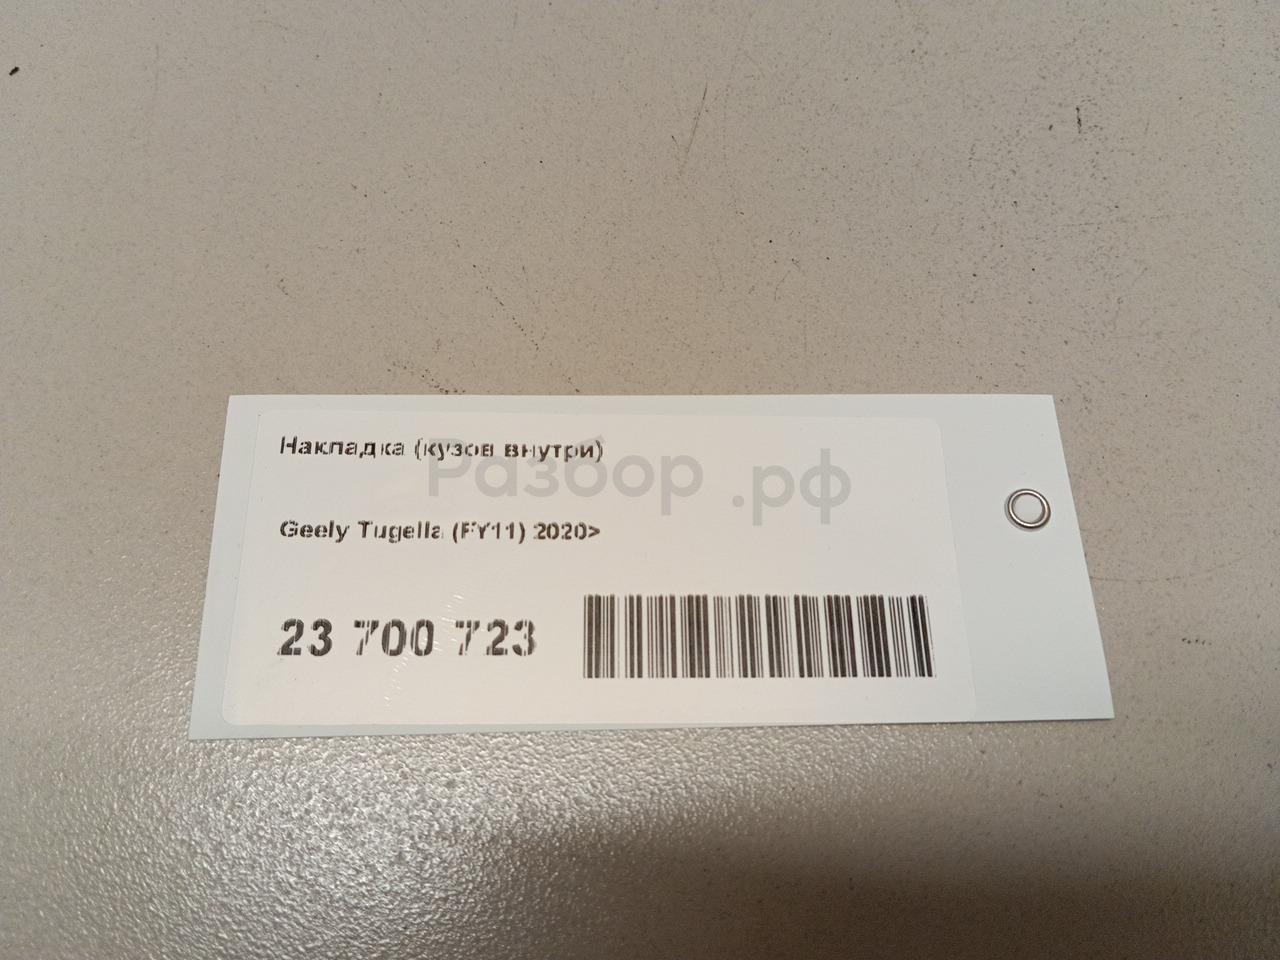 Накладка (кузов внутри)
Разбор.рф
Geely Tugella (FY11) 2020>
23 700 723